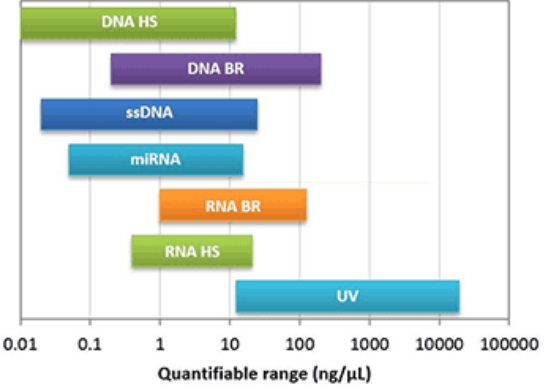 DNA HS
DNA BR
ssDNA
miRNA
RNA BR
RNA HS
UV
0.01 0.1 1 10 100 1000 10000 100000
Quantifiable range (ng/µL)